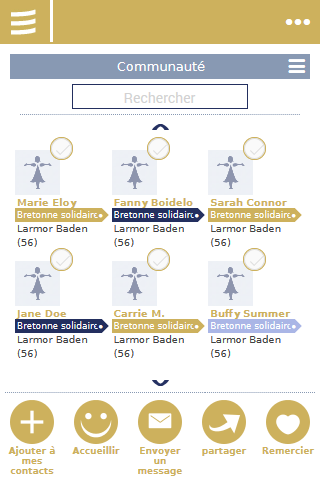 Communauté
Rechercher
Marie Eloy
Fanny Boidelo
Sarah Connor
Bretonne solidaire
Bretonne solidaire
Bretonne solidaire
Larmor Baden
(56)
Larmor Baden
(56)
Larmor Baden
(56)
Jane Doe
Carrie M.
Buffy Summer
Bretonne solidaire
Bretonne solidaire
Bretonne solidaire
Larmor Baden
(56)
Larmor Baden
(56)
Larmor Baden
(56)
Ajouter à
mes
contacts
Accueillir
Envoyer
un
message
partager
Remercier